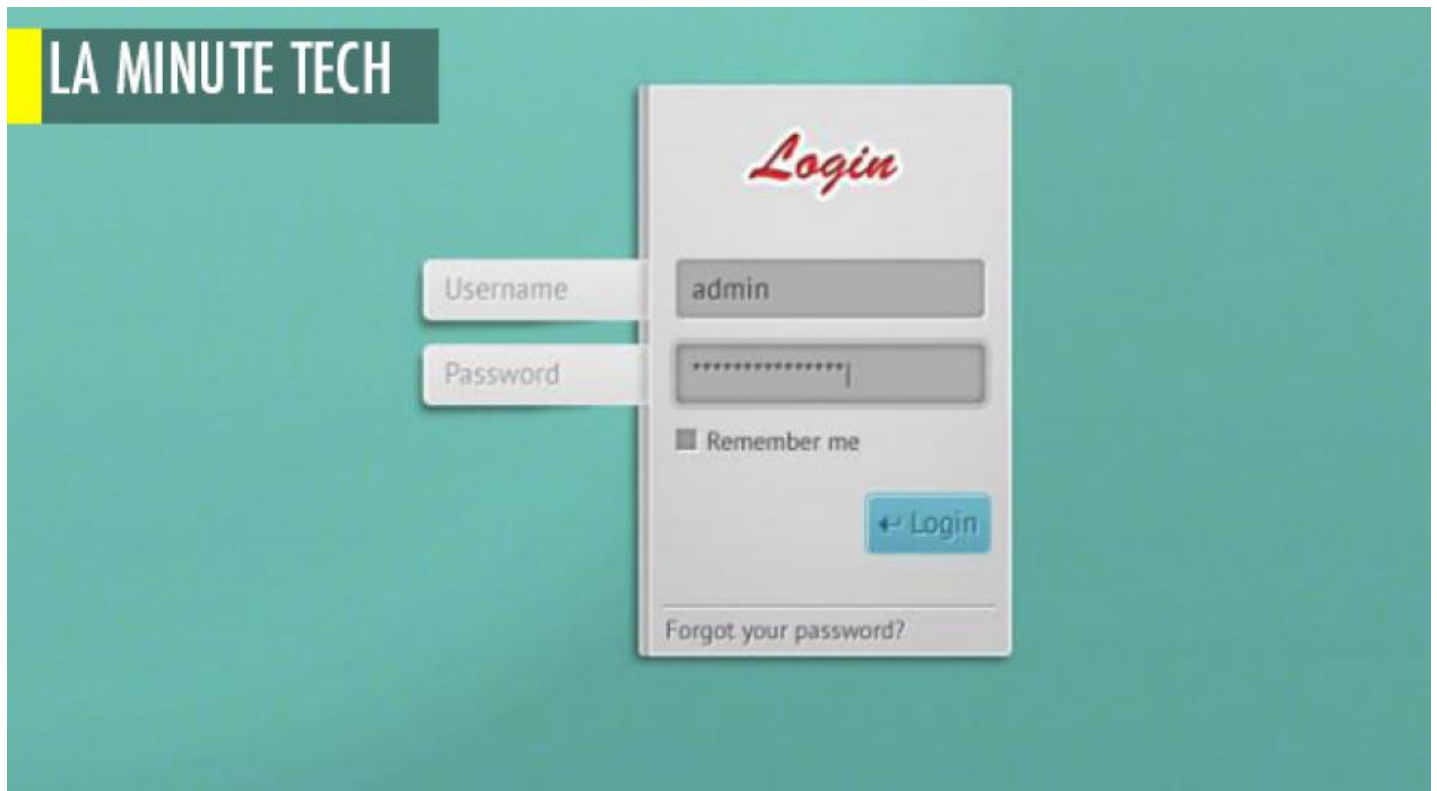 LA MINUTE TECH
Login
Username
admin
Password
***************
Remember me
Login
Forgot your password?